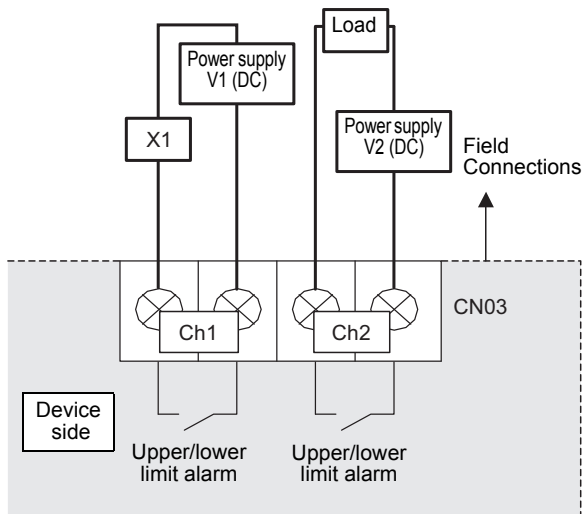 Load
Power supply
V1 (DC)
Power supply
V2 (DC)
X1
Field
Connections
CN03
Ch1
Ch2
Device
side
Upper/lower
limit alarm
Upper/lower
limit alarm